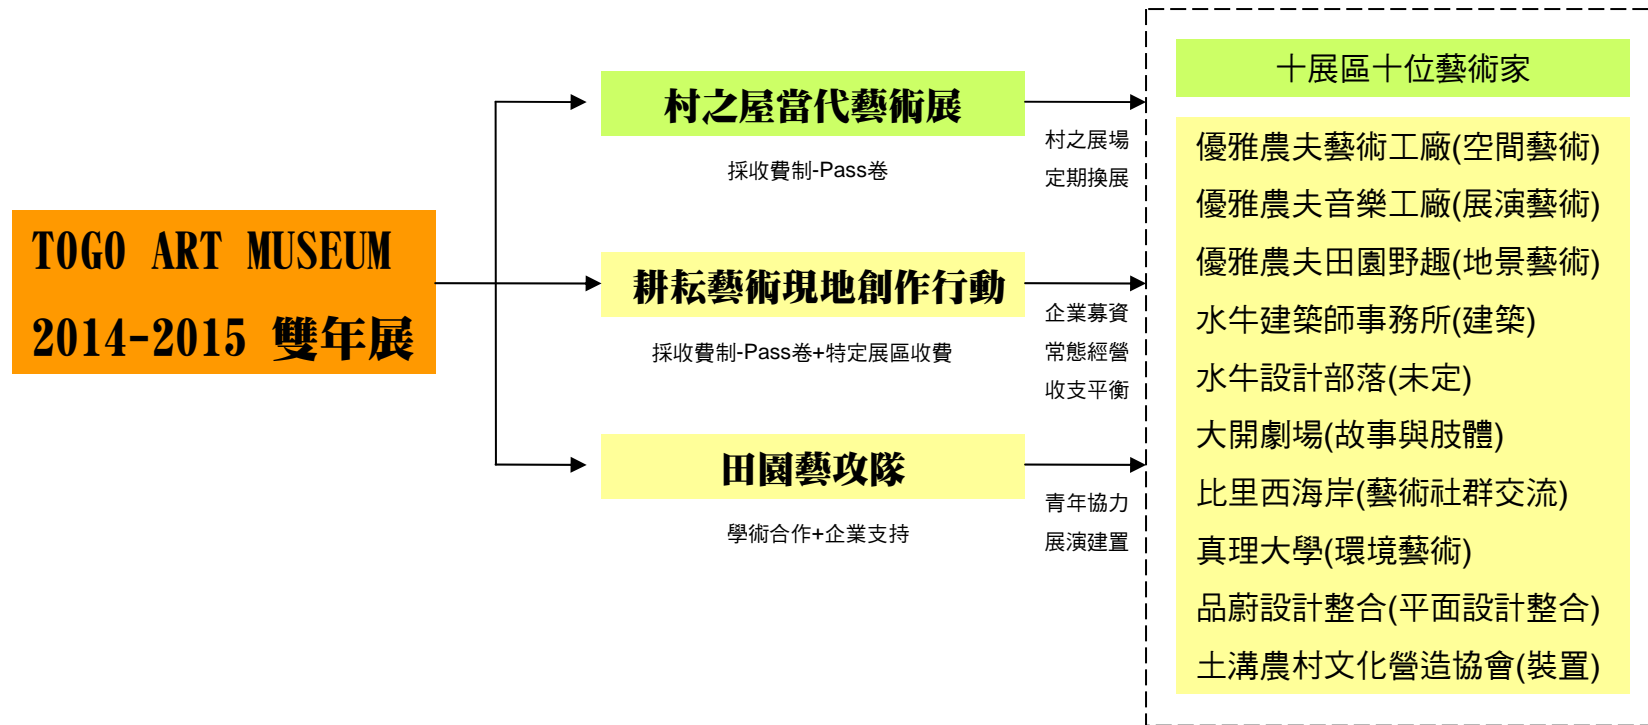 TOGO ART MUSEUM
2014-2015 雙年展
村之屋當代藝術展
採收費制-Pass卷
村之展場
定期換展
耕耘藝術現地創作行動
採收費制-Pass卷+特定展區收費
企業募資
常態經營
收支平衡
田園藝攻隊
學術合作+企業支持
青年協力
展演建置
十展區十位藝術家
優雅農夫藝術工廠(空間藝術)
優雅農夫音樂工廠(展演藝術)
優雅農夫田園野趣(地景藝術)
水牛建築師事務所(建築)
水牛設計部落(未定)
大開劇場(故事與肢體)
比里西海岸(藝術社群交流)
真理大學(環境藝術)
品蔚設計整合(平面設計整合)
土溝農村文化營造協會(裝置)